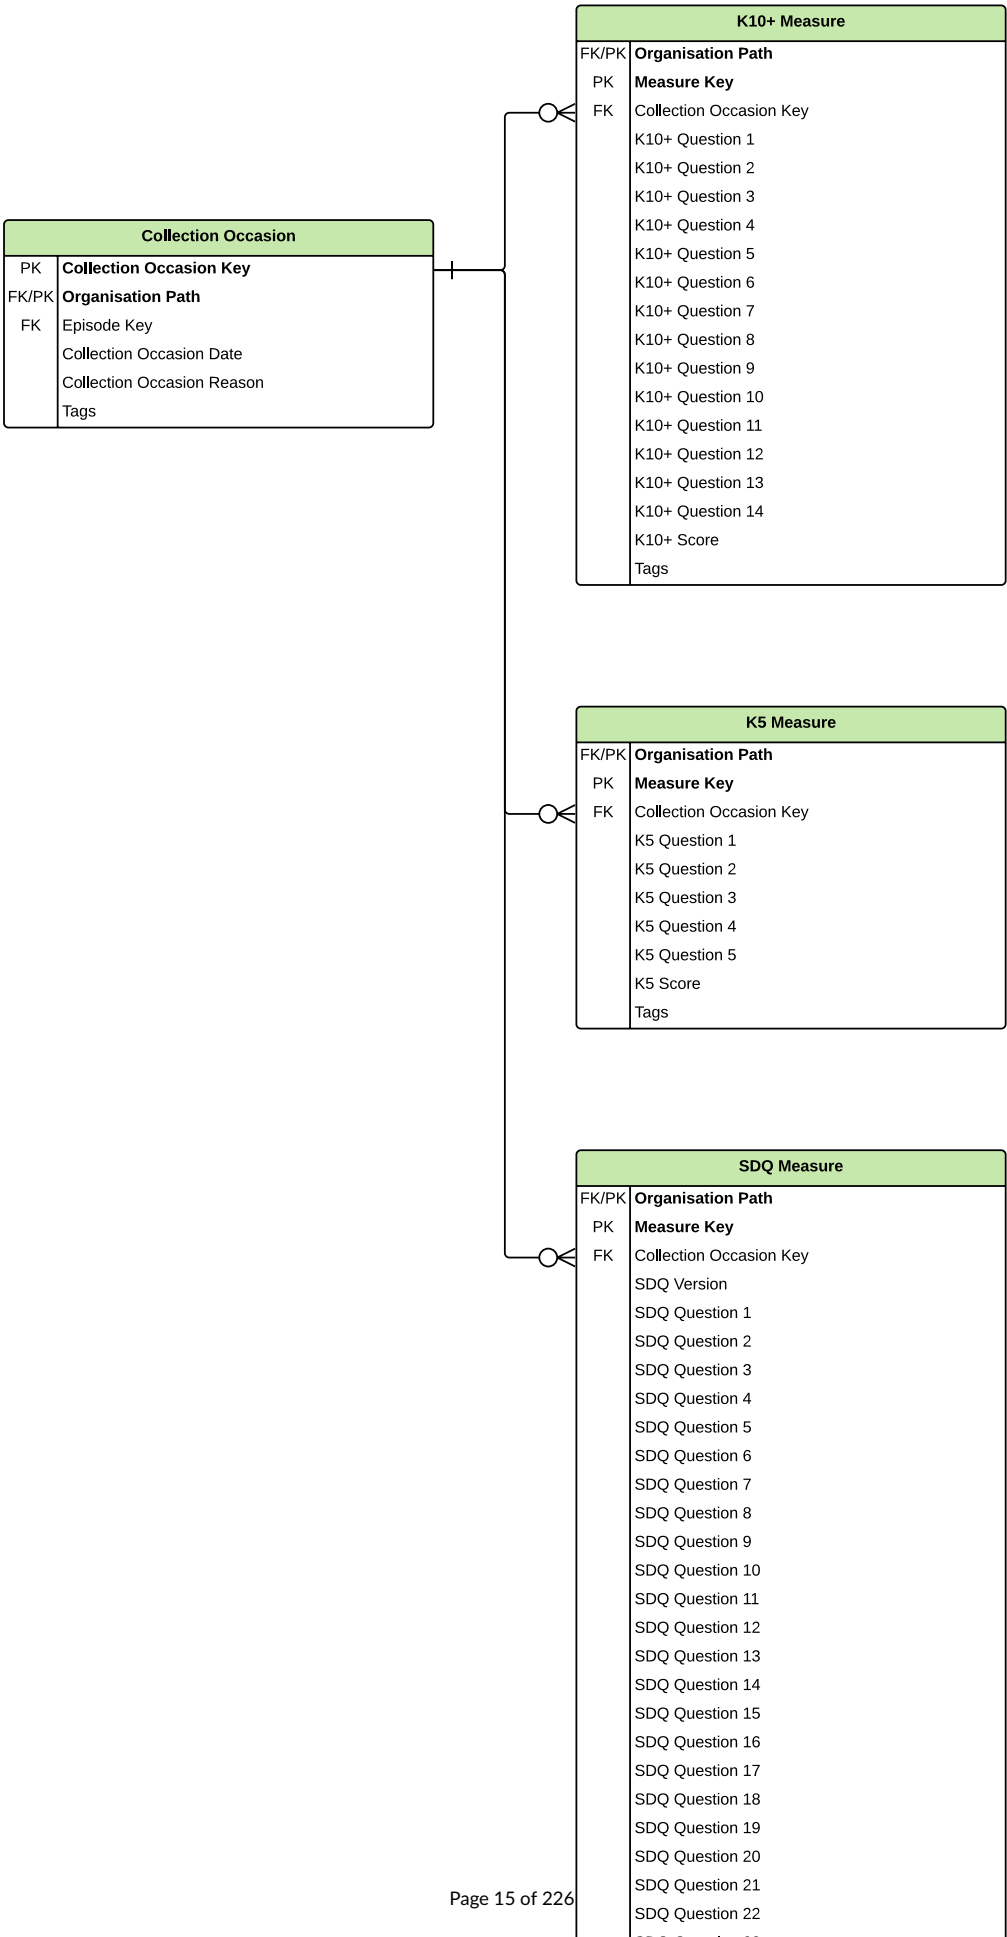 K10+ Measure
FK/PK Organisation Path
PK Measure Key
FK Collection Occasion Key
K10+ Question 1
K10+ Question 2
K10+ Question 3
K10+ Question 4
K10+ Question 5
K10+ Question 6
K10+ Question 7
K10+ Question 8
K10+ Question 9
K10+ Question 10
K10+ Question 11
K10+ Question 12
K10+ Question 13
K10+ Question 14
K10+ Score
Tags
Collection Occasion
PK Collection Occasion Key
FK/PK Organisation Path
FK Episode Key
Collection Occasion Date
Collection Occasion Reason
Tags
K5 Measure
FK/PK Organisation Path
PK Measure Key
FK Collection Occasion Key
K5 Question 1
K5 Question 2
K5 Question 3
K5 Question 4
K5 Question 5
K5 Score
Tags
SDQ Measure
FK/PK Organisation Path
PK Measure Key
FK Collection Occasion Key
SDQ Version
SDQ Question 1
SDQ Question 2
SDQ Question 3
SDQ Question 4
SDQ Question 5
SDQ Question 6
SDQ Question 7
SDQ Question 8
SDQ Question 9
SDQ Question 10
SDQ Question 11
SDQ Question 12
SDQ Question 13
SDQ Question 14
SDQ Question 15
SDQ Question 16
SDQ Question 17
SDQ Question 18
SDQ Question 19
SDQ Question 20
SDQ Question 21
SDQ Question 22
Page 15 of 226